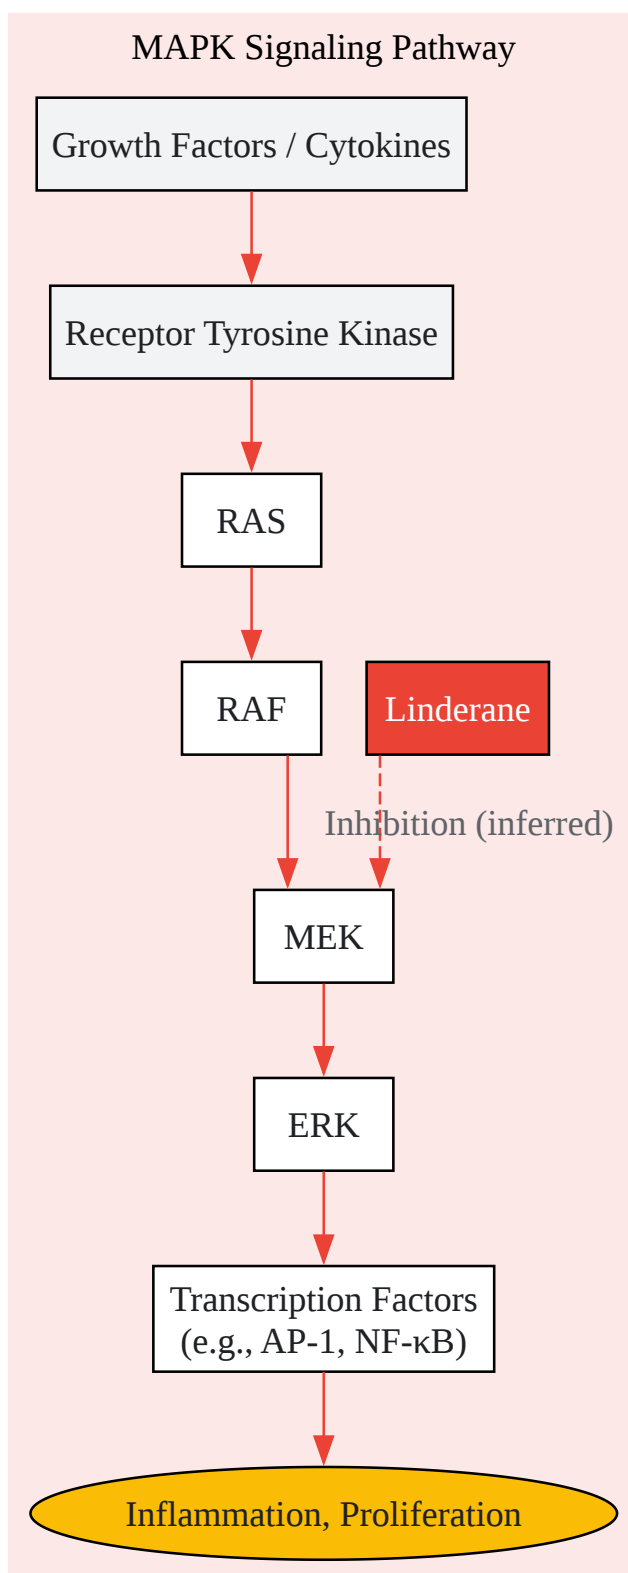 MAPK Signaling Pathway
Growth Factors / Cytokines
Receptor Tyrosine Kinase
RAS
RAF
Linderane
Inhibition (inferred)
MEK
ERK
Transcription Factors
(e.g., AP-1, NF-κB)
Inflammation, Proliferation